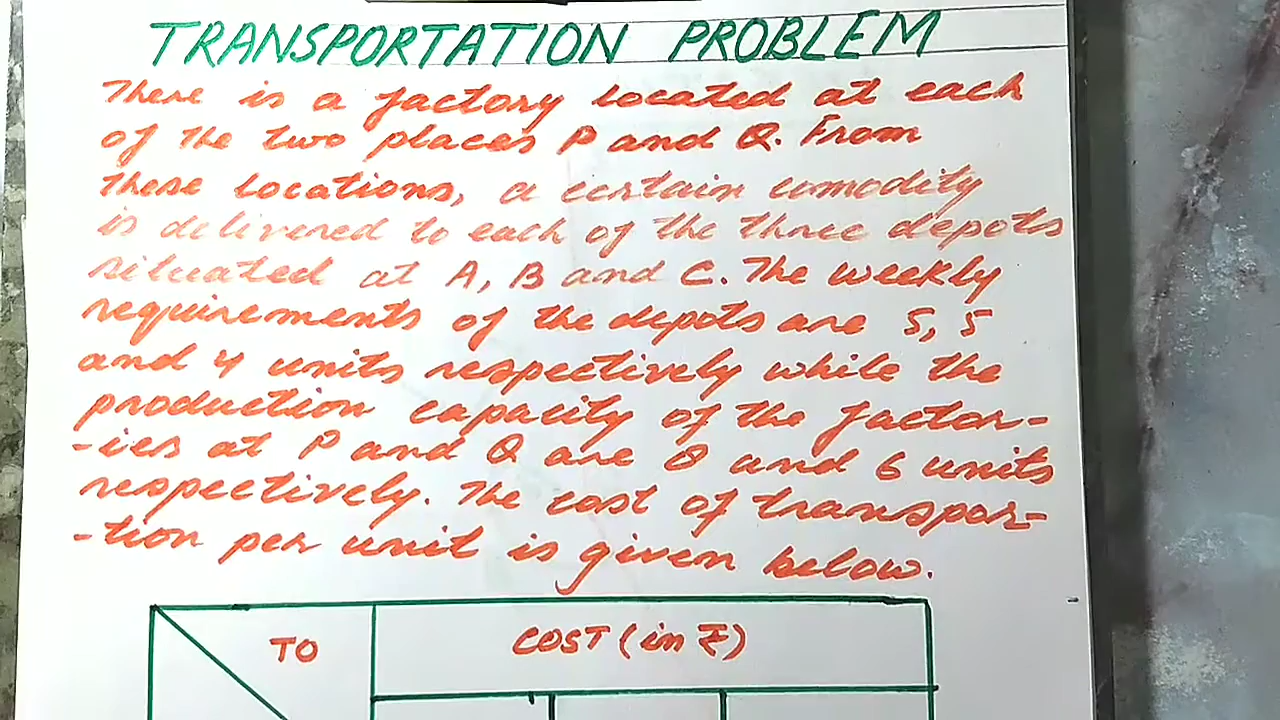 TRANSPORTATION PROBLEM
There is a factory located at each
of the two places P and Q. From
these locations, a certain comodity
is delivered to each of the three depots
situated at A, B and C. The weekly
requirements of the depots are 5, 5
and 4 units respectively while the
production capacity of the factor-
-ies at P and Q are 8 and 6 units
respectively. The cost of transpor-
-tion per unit is given below.
TO COST (in ₹)